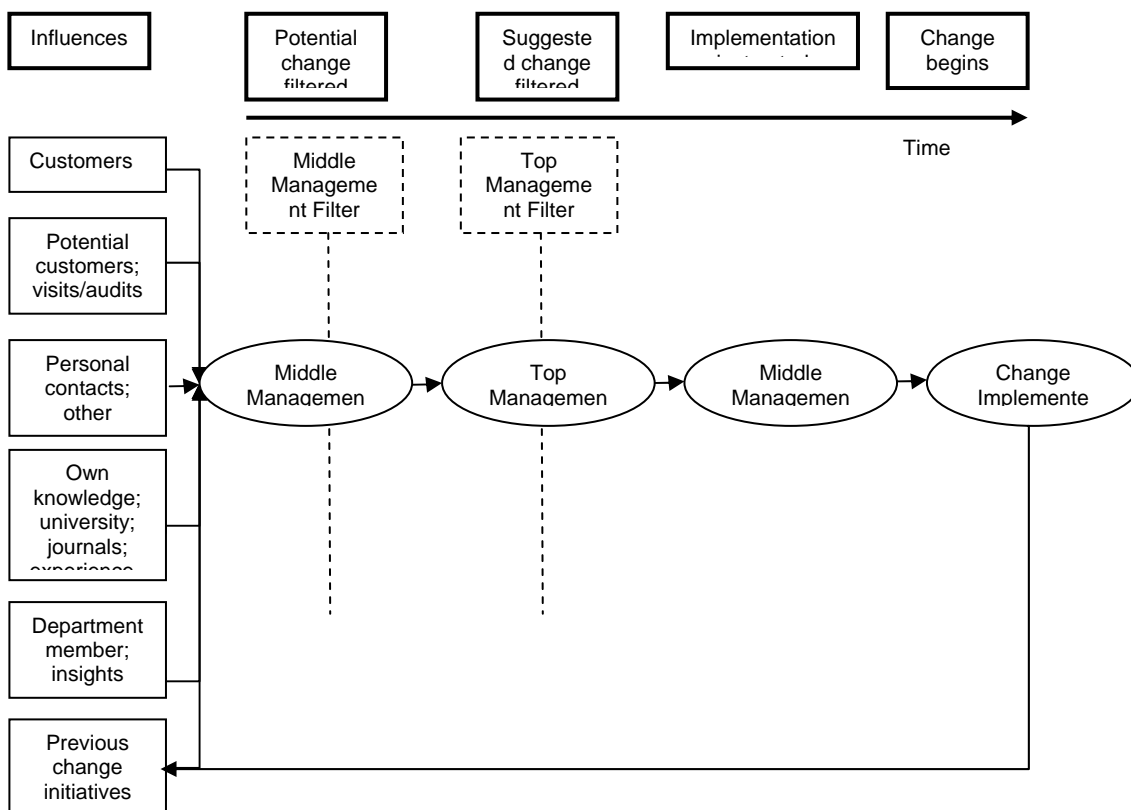 Influences
Potential
change
filtered
Suggeste
d change
filtered
Implementation
Change
begins
Time
Customers
Middle
Manageme
nt Filter
Top
Manageme
nt Filter
Potential
customers;
visits/audits
Personal
contacts;
other
Middle
Managemen
Top
Managemen
Middle
Managemen
Change
Implemente
Own
knowledge;
university;
journals;
experience
Department
member;
insights
Previous
change
initiatives